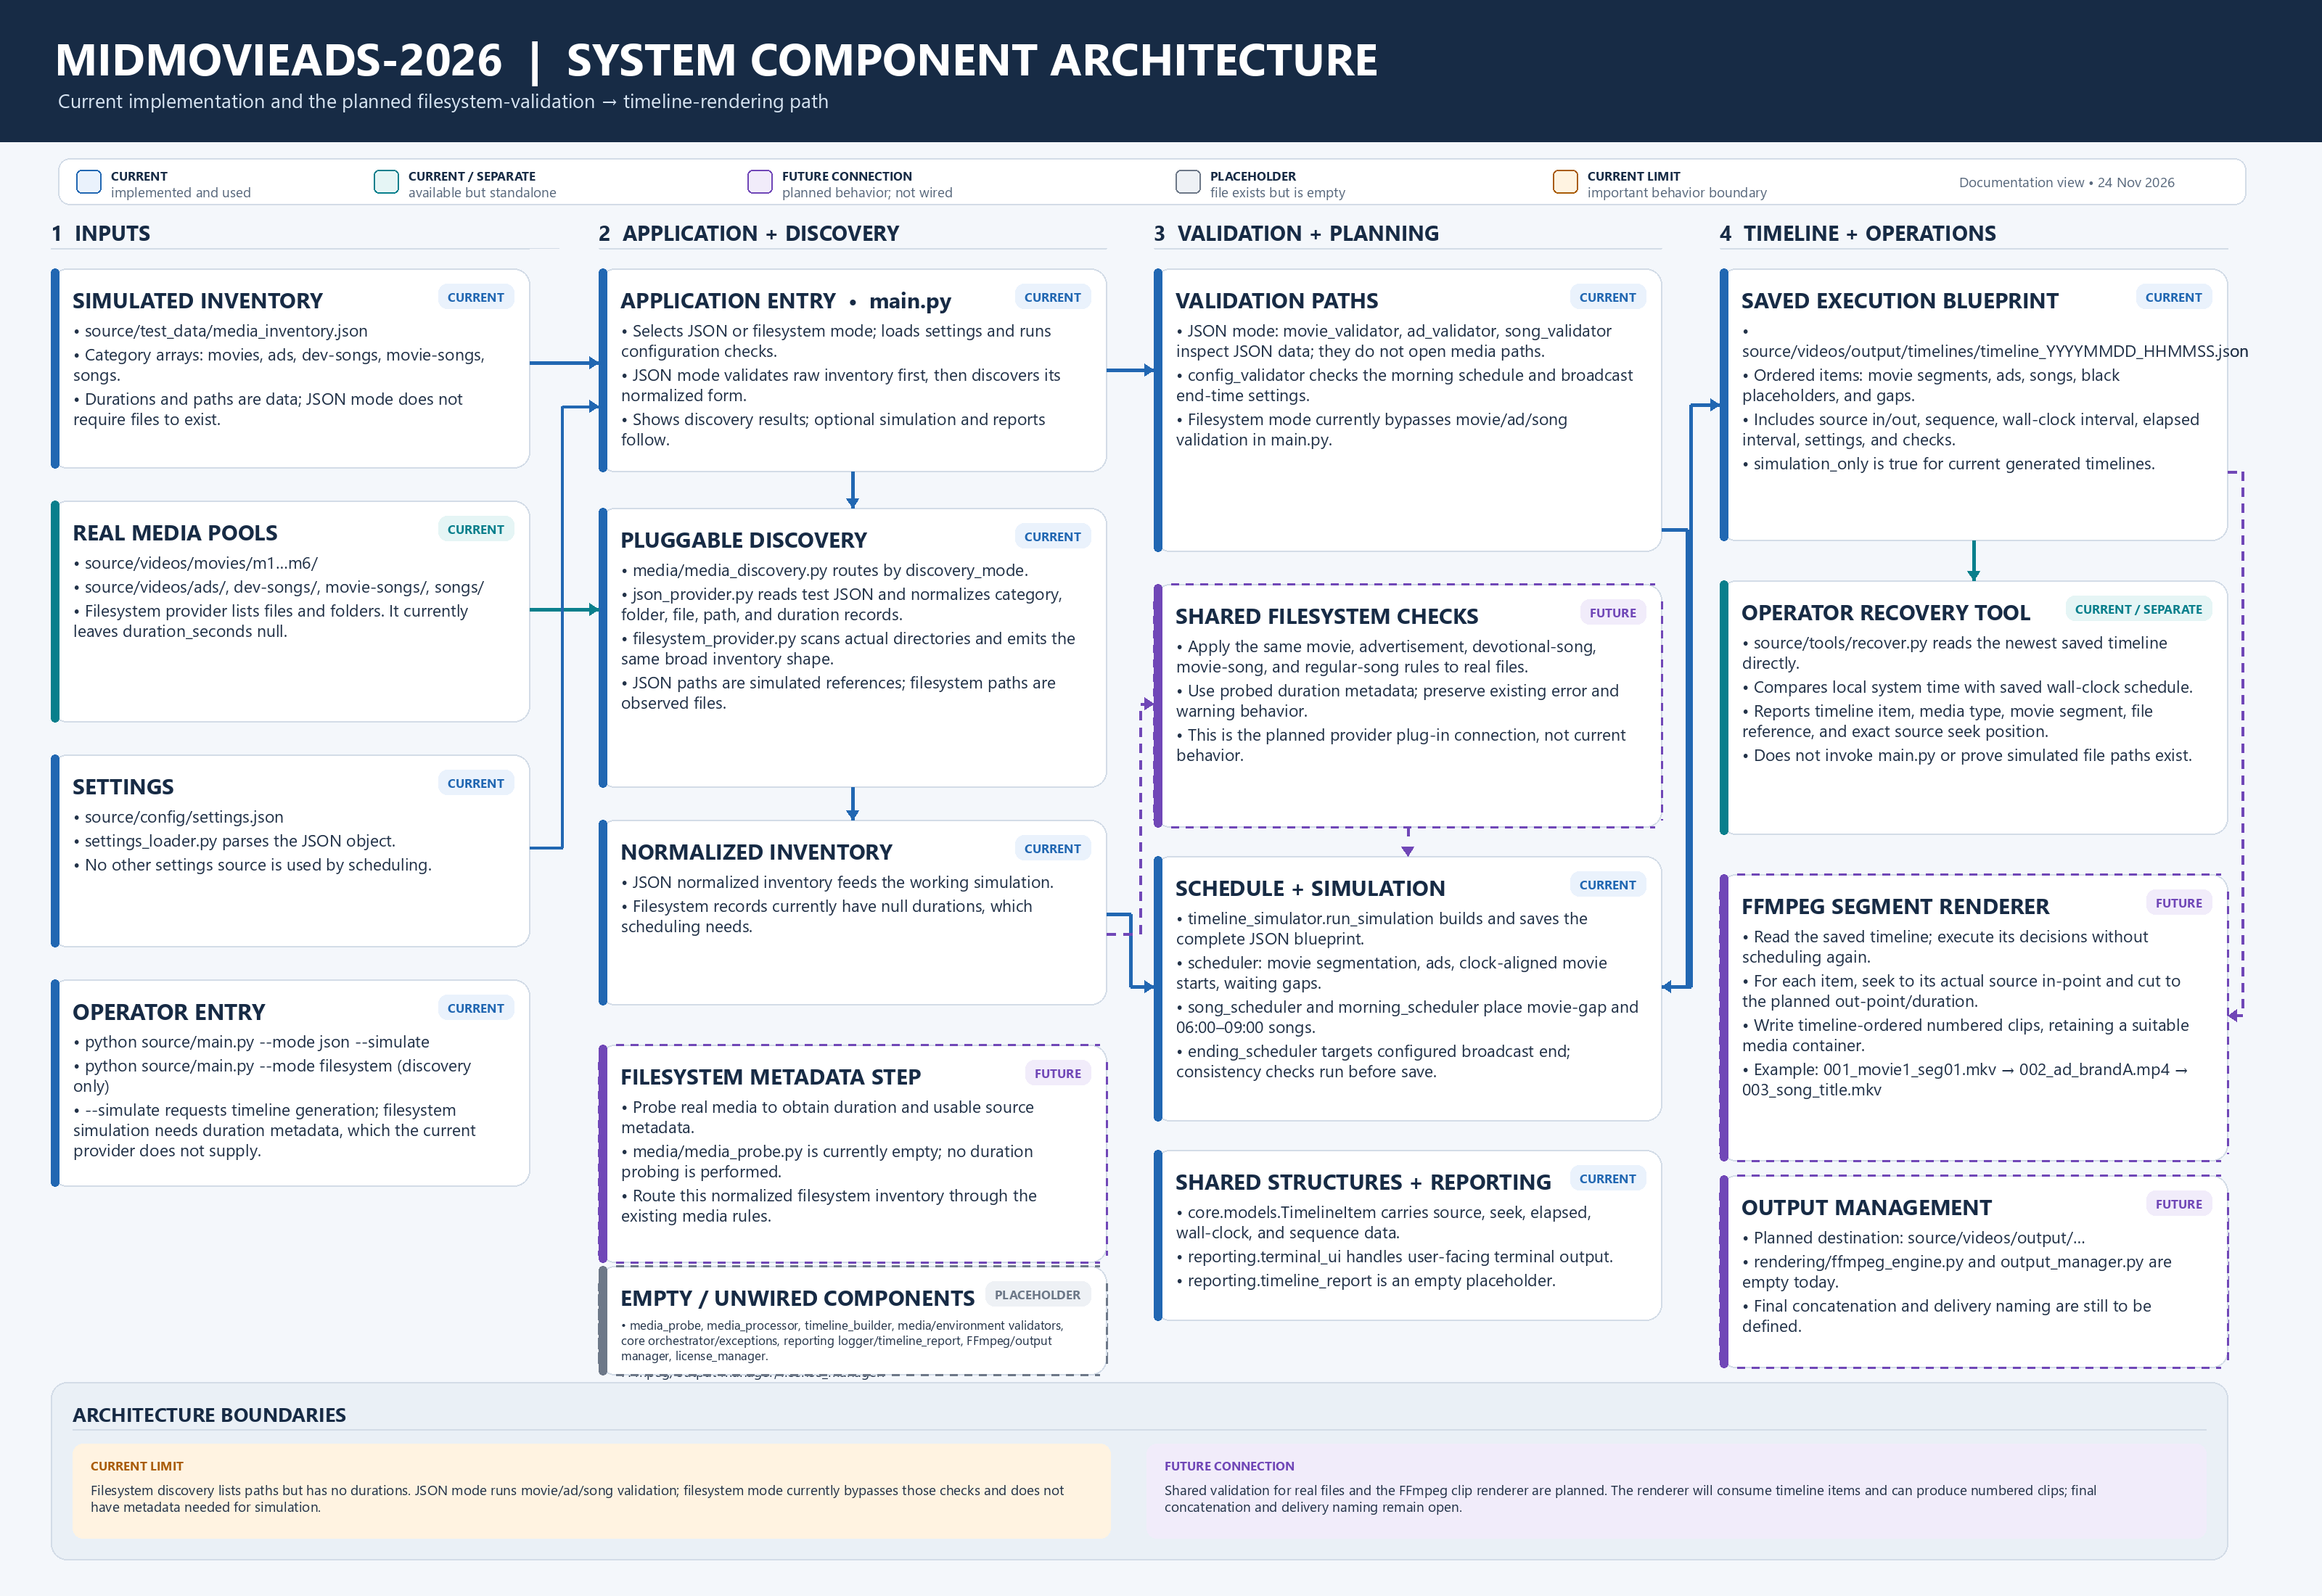 MIDMOVIEADS-2026 | SYSTEM COMPONENT ARCHITECTURE
Current implementation and the planned filesystem-validation → timeline-rendering path
CURRENT
implemented and used
CURRENT / SEPARATE
available but standalone
FUTURE CONNECTION
planned behavior; not wired
PLACEHOLDER
file exists but is empty
CURRENT LIMIT
important behavior boundary
Documentation view • 24 Nov 2026
1 INPUTS
SIMULATED INVENTORY
CURRENT
• source/test_data/media_inventory.json
• Category arrays: movies, ads, dev-songs, movie-songs,
songs.
• Durations and paths are data; JSON mode does not
require files to exist.
REAL MEDIA POOLS
CURRENT
• source/videos/movies/m1...m6/
• source/videos/ads/, dev-songs/, movie-songs/, songs/
• Filesystem provider lists files and folders. It currently
leaves duration_seconds null.
SETTINGS
CURRENT
• source/config/settings.json
• settings_loader.py parses the JSON object.
• No other settings source is used by scheduling.
OPERATOR ENTRY
CURRENT
• python source/main.py --mode json --simulate
• python source/main.py --mode filesystem (discovery
only)
• --simulate requests timeline generation; filesystem
simulation needs duration metadata, which the current
provider does not supply.
2 APPLICATION + DISCOVERY
APPLICATION ENTRY • main.py
CURRENT
• Selects JSON or filesystem mode; loads settings and runs
configuration checks.
• JSON mode validates raw inventory first, then discovers its
normalized form.
• Shows discovery results; optional simulation and reports
follow.
PLUGGABLE DISCOVERY
CURRENT
• media/media_discovery.py routes by discovery_mode.
• json_provider.py reads test JSON and normalizes category,
folder, file, path, and duration records.
• filesystem_provider.py scans actual directories and emits the
same broad inventory shape.
• JSON paths are simulated references; filesystem paths are
observed files.
NORMALIZED INVENTORY
CURRENT
• JSON normalized inventory feeds the working simulation.
• Filesystem records currently have null durations, which
scheduling needs.
FILESYSTEM METADATA STEP
FUTURE
• Probe real media to obtain duration and usable source
metadata.
• media/media_probe.py is currently empty; no duration
probing is performed.
• Route this normalized filesystem inventory through the
existing media rules.
EMPTY / UNWIRED COMPONENTS
PLACEHOLDER
• media_probe, media_processor, timeline_builder, media/environment validators,
core orchestrator/exceptions, reporting logger/timeline_report, FFmpeg/output
manager, license_manager.
3 VALIDATION + PLANNING
VALIDATION PATHS
CURRENT
• JSON mode: movie_validator, ad_validator, song_validator
inspect JSON data; they do not open media paths.
• config_validator checks the morning schedule and broadcast
end-time settings.
• Filesystem mode currently bypasses movie/ad/song
validation in main.py.
SHARED FILESYSTEM CHECKS
FUTURE
• Apply the same movie, advertisement, devotional-song,
movie-song, and regular-song rules to real files.
• Use probed duration metadata; preserve existing error and
warning behavior.
• This is the planned provider plug-in connection, not current
behavior.
SCHEDULE + SIMULATION
CURRENT
• timeline_simulator.run_simulation builds and saves the
complete JSON blueprint.
• scheduler: movie segmentation, ads, clock-aligned movie
starts, waiting gaps.
• song_scheduler and morning_scheduler place movie-gap and
06:00–09:00 songs.
• ending_scheduler targets configured broadcast end;
consistency checks run before save.
SHARED STRUCTURES + REPORTING
CURRENT
• core.models.TimelineItem carries source, seek, elapsed,
wall-clock, and sequence data.
• reporting.terminal_ui handles user-facing terminal output.
• reporting.timeline_report is an empty placeholder.
4 TIMELINE + OPERATIONS
SAVED EXECUTION BLUEPRINT
CURRENT
•
source/videos/output/timelines/timeline_YYYYMMDD_HHMMSS.json
• Ordered items: movie segments, ads, songs, black
placeholders, and gaps.
• Includes source in/out, sequence, wall-clock interval, elapsed
interval, settings, and checks.
• simulation_only is true for current generated timelines.
OPERATOR RECOVERY TOOL
CURRENT / SEPARATE
• source/tools/recover.py reads the newest saved timeline
directly.
• Compares local system time with saved wall-clock schedule.
• Reports timeline item, media type, movie segment, file
reference, and exact source seek position.
• Does not invoke main.py or prove simulated file paths exist.
FFMPEG SEGMENT RENDERER
FUTURE
• Read the saved timeline; execute its decisions without
scheduling again.
• For each item, seek to its actual source in-point and cut to
the planned out-point/duration.
• Write timeline-ordered numbered clips, retaining a suitable
media container.
• Example: 001_movie1_seg01.mkv → 002_ad_brandA.mp4 →
003_song_title.mkv
OUTPUT MANAGEMENT
FUTURE
• Planned destination: source/videos/output/...
• rendering/ffmpeg_engine.py and output_manager.py are
empty today.
• Final concatenation and delivery naming are still to be
defined.
ARCHITECTURE BOUNDARIES
CURRENT LIMIT
Filesystem discovery lists paths but has no durations. JSON mode runs movie/ad/song validation; filesystem mode currently bypasses those checks and does not
have metadata needed for simulation.
FUTURE CONNECTION
Shared validation for real files and the FFmpeg clip renderer are planned. The renderer will consume timeline items and can produce numbered clips; final
concatenation and delivery naming remain open.